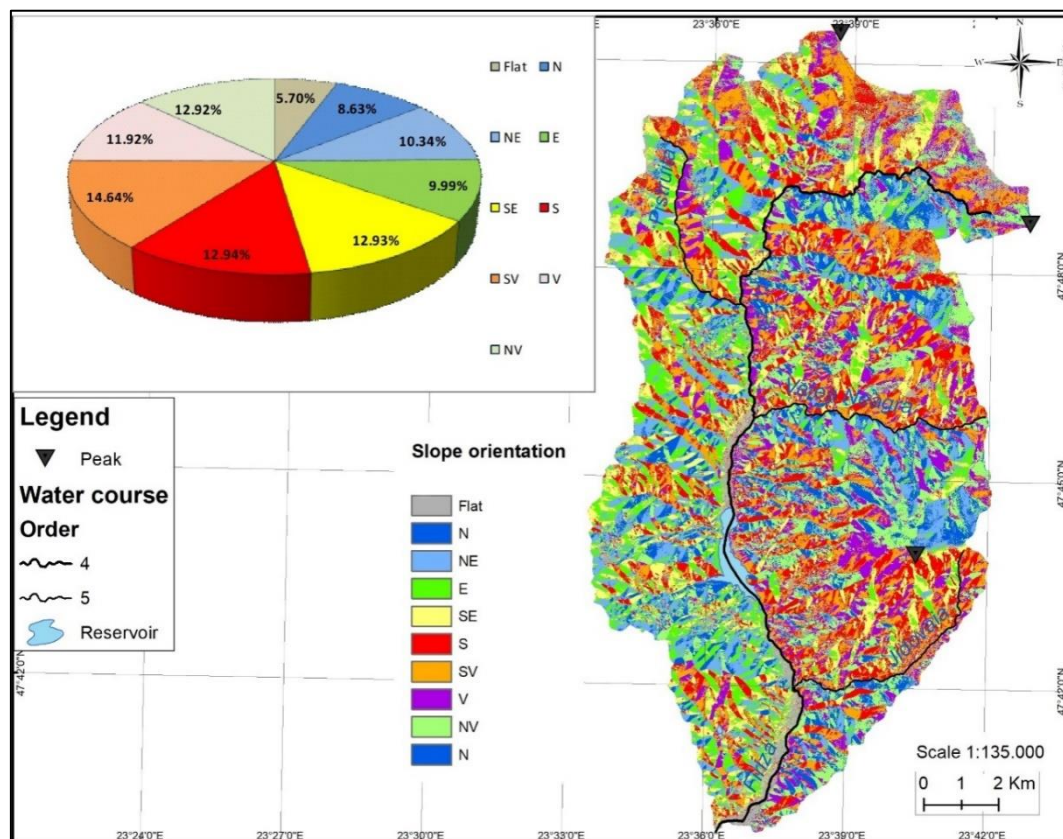 23°36'0"E
23°39'0"E
N
W
E
S
Flat
N
12.92%
5.70%
8.63%
11.92%
10.34%
NE
E
9.99%
14.64%
SE
S
12.94%
12.93%
SV
V
NV
47°48'0"N
Valea Neagra
Legend
Peak
Water course
Order
4
5
Reservoir
Slope orientation
Flat
N
NE
E
SE
S
SV
V
NV
N
47°45'0"N
47°42'0"N
47°42'0"N
Jidovaia
Firiza
Scale 1:135.000
0 1 2 Km
23°24'0"E
23°27'0"E
23°30'0"E
23°33'0"E
23°36'0"E
23°39'0"E
23°42'0"E